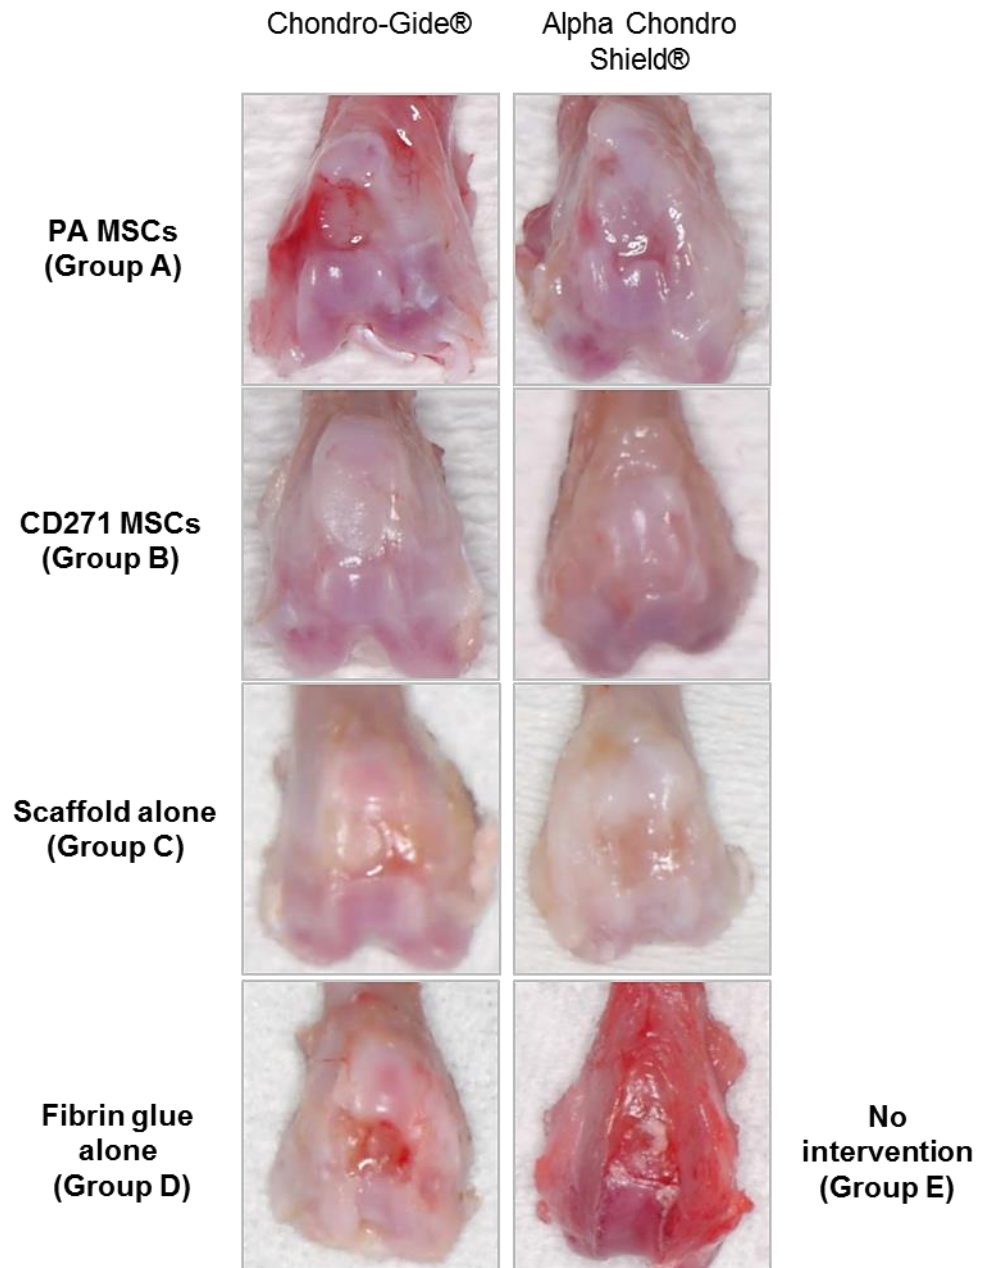 Chondro-Gide®
Alpha Chondro
Shield®
PA MSCs
(Group A)
CD271 MSCs
(Group B)
Scaffold alone
(Group C)
Fibrin glue
alone
(Group D)
No
intervention
(Group E)